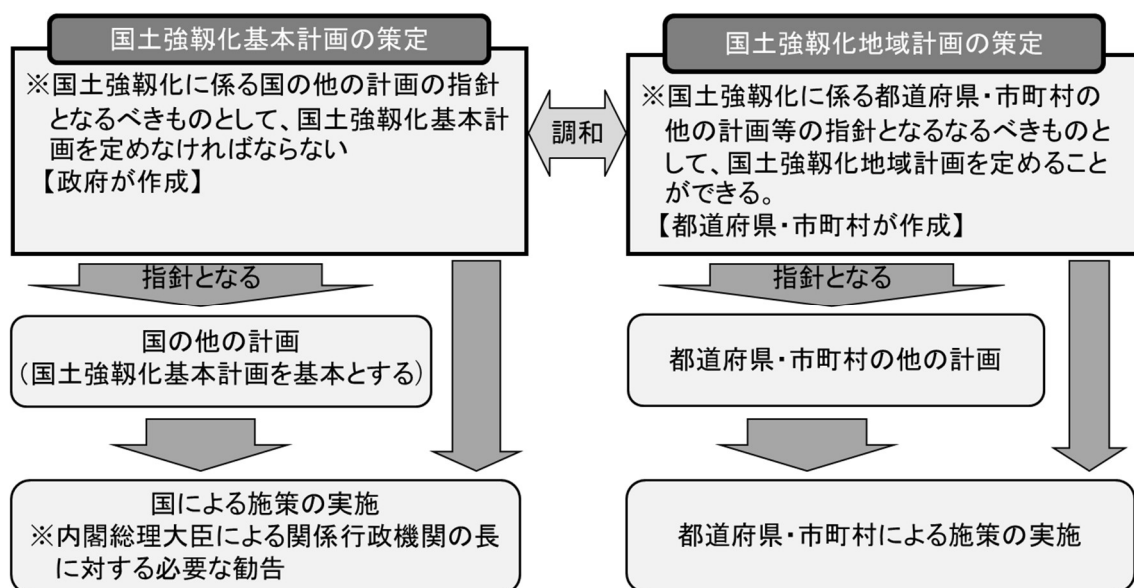 国土強靱化基本計画の策定
※国土強靱化に係る国の他の計画の指針
となるべきものとして、国土強靱化基本計
画を定めなければならない
【政府が作成】
調和
国土強靱化地域計画の策定
※国土強靱化に係る都道府県・市町村の
他の計画等の指針となるなるべきものと
して、国土強靱化地域計画を定めること
ができる。
【都道府県・市町村が作成】
指針となる
国の他の計画
（国土強靱化基本計画を基本とする）
国による施策の実施
※内閣総理大臣による関係行政機関の長
に対する必要な勧告
指針となる
都道府県・市町村の他の計画
都道府県・市町村による施策の実施